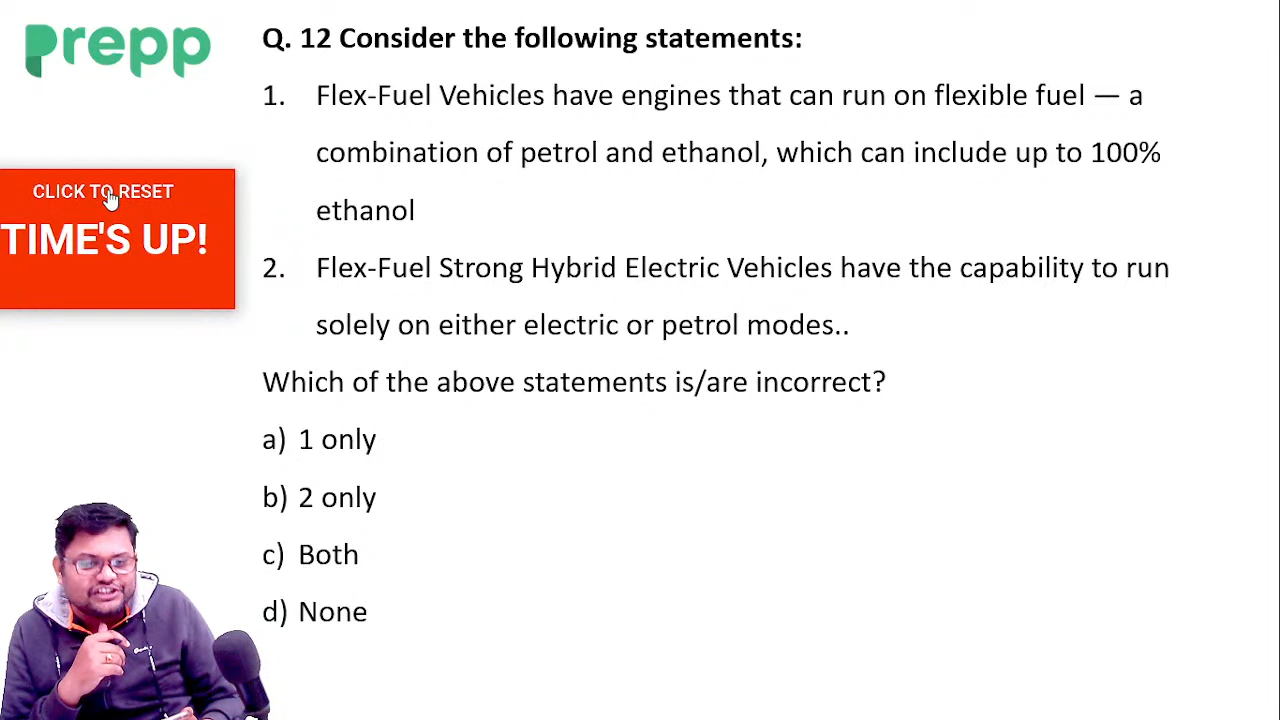 prepp
Q. 12 Consider the following statements:
1. Flex-Fuel Vehicles have engines that can run on flexible fuel — a
combination of petrol and ethanol, which can include up to 100%
ethanol
CLICK TO RESET
TIME'S UP!
2. Flex-Fuel Strong Hybrid Electric Vehicles have the capability to run
solely on either electric or petrol modes..
Which of the above statements is/are incorrect?
a) 1 only
b) 2 only
c) Both
d) None